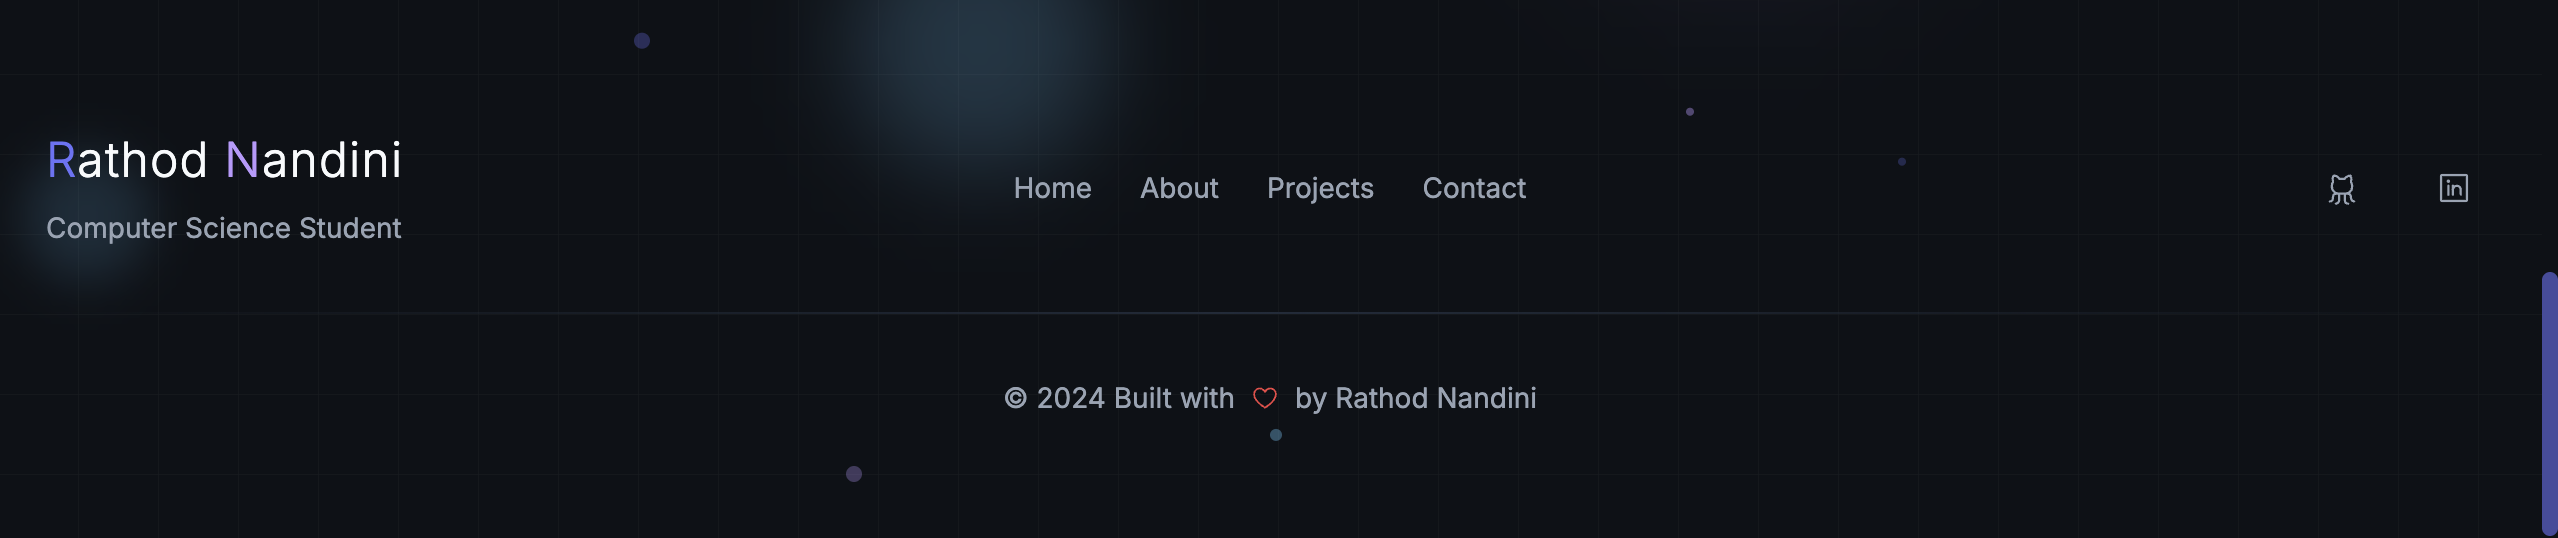 Rathod Nandini
Computer Science Student
Home About Projects Contact
in
© 2024 Built with ♡ by Rathod Nandini